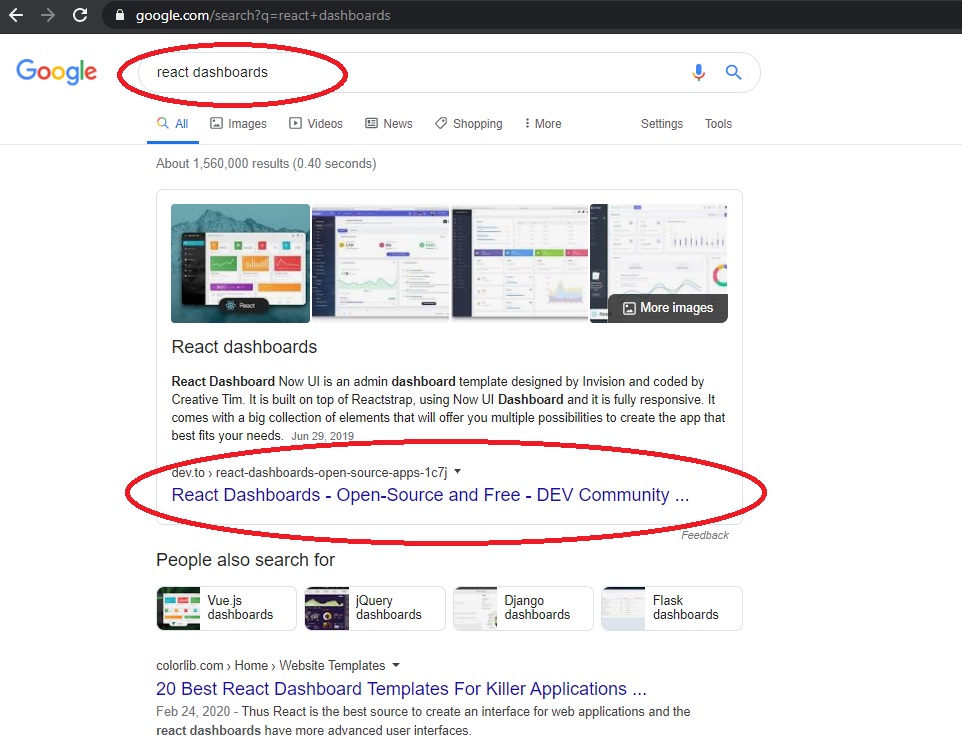 google.com/search?q=react+dashboards
Google
react dashboards
All Images Videos News Shopping More Settings Tools
About 1,560,000 results (0.40 seconds)
React
More images
React dashboards
React Dashboard Now UI is an admin dashboard template designed by Invision and coded by
Creative Tim. It is built on top of Reactstrap, using Now UI Dashboard and it is fully responsive. It
comes with a big collection of elements that will offer you multiple possibilities to create the app that
best fits your needs. Jun 29, 2019
dev.to › react-dashboards-open-source-apps-1c7j
React Dashboards - Open-Source and Free - DEV Community ...
Feedback
People also search for
Vue.js
dashboards
jQuery
dashboards
Django
dashboards
Flask
dashboards
colorlib.com › Home › Website Templates
20 Best React Dashboard Templates For Killer Applications ...
Feb 24, 2020 - Thus React is the best source to create an interface for web applications and the
react dashboards have more advanced user interfaces.